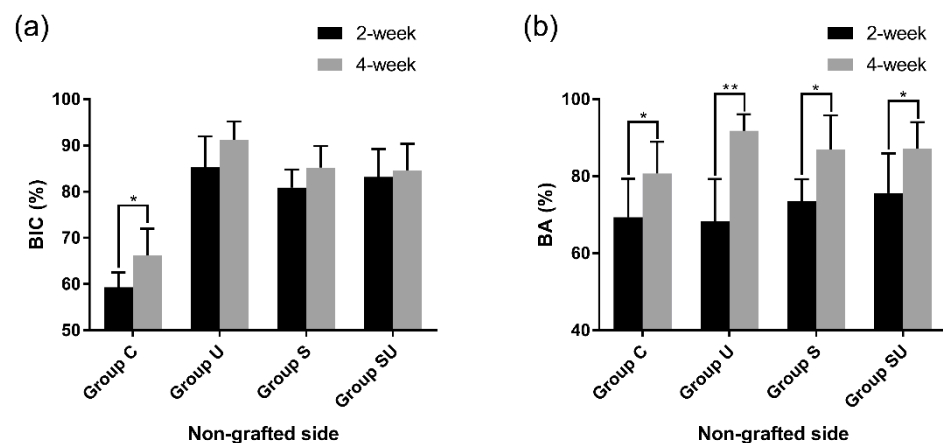 (a)
2-week
4-week
BIC (%)
100
90
80
70
60
50
*
Group C
Group U
Group S
Group SU
Non-grafted side
(b)
2-week
4-week
BA (%)
100
80
60
40
*
**
*
*
Group C
Group U
Group S
Group SU
Non-grafted side